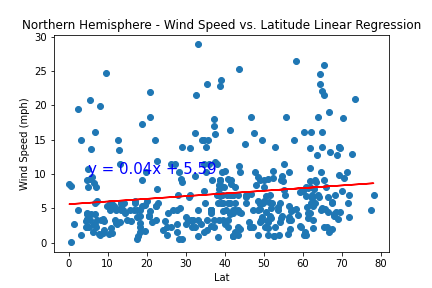 Northern Hemisphere - Wind Speed vs. Latitude Linear Regression
30
25
20
15
10
5
0
Wind Speed (mph)
y = 0.04x + 5.59
0 10 20 30 40 50 60 70 80
Lat